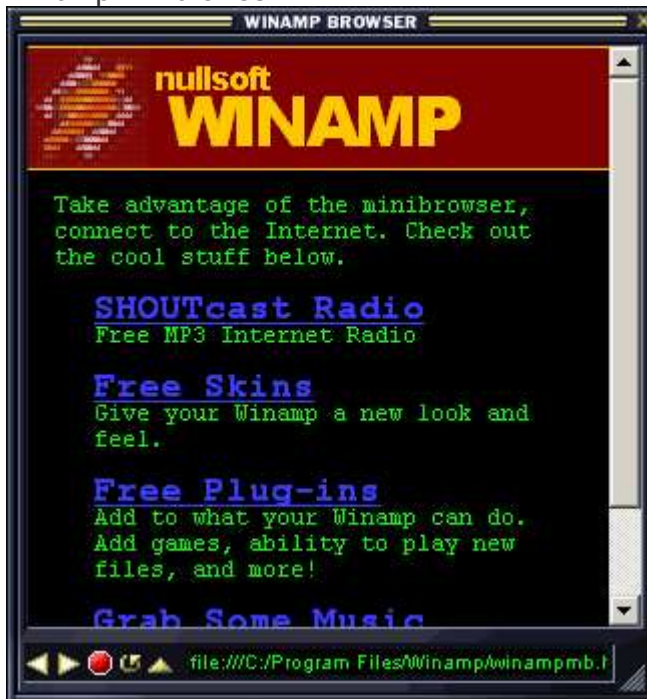 WINAMP BROWSER
nullsoft
WINAMP
Take advantage of the minibrowser,
connect to the Internet. Check out
the cool stuff below.
SHOUTcast Radio
Free MP3 Internet Radio
Free Skins
Give your Winamp a new look and
feel.
Free Plug-ins
Add to what your Winamp can do.
Add games, ability to play new
files, and more!
Grab Some Music
file:///C:/Program Files/Winamp/winampmb.h